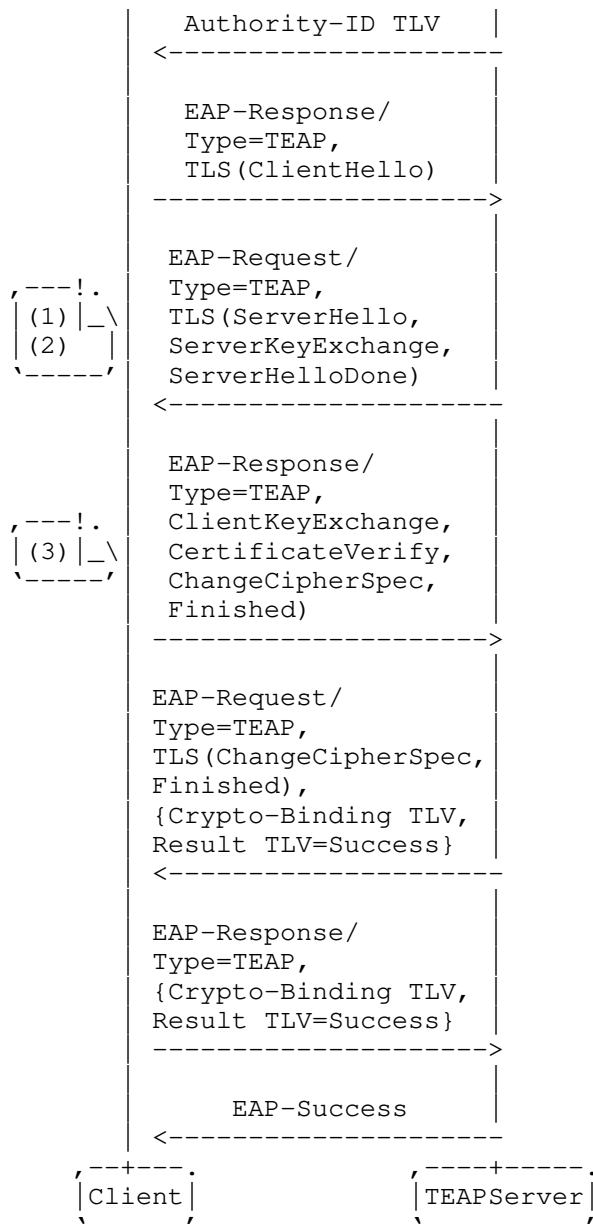 Authority-ID TLV
EAP-Response/
Type=TEAP,
TLS(ClientHello)
EAP-Request/
Type=TEAP,
(1)
TLS(ServerHello,
(2)
ServerKeyExchange,
ServerHelloDone)
EAP-Response/
Type=TEAP,
ClientKeyExchange,
(3)
CertificateVerify,
ChangeCipherSpec,
Finished)
EAP-Request/
Type=TEAP,
TLS(ChangeCipherSpec,
Finished),
{Crypto-Binding TLV,
Result TLV=Success}
EAP-Response/
Type=TEAP,
{Crypto-Binding TLV,
Result TLV=Success}
EAP-Success
Client TEAPServer